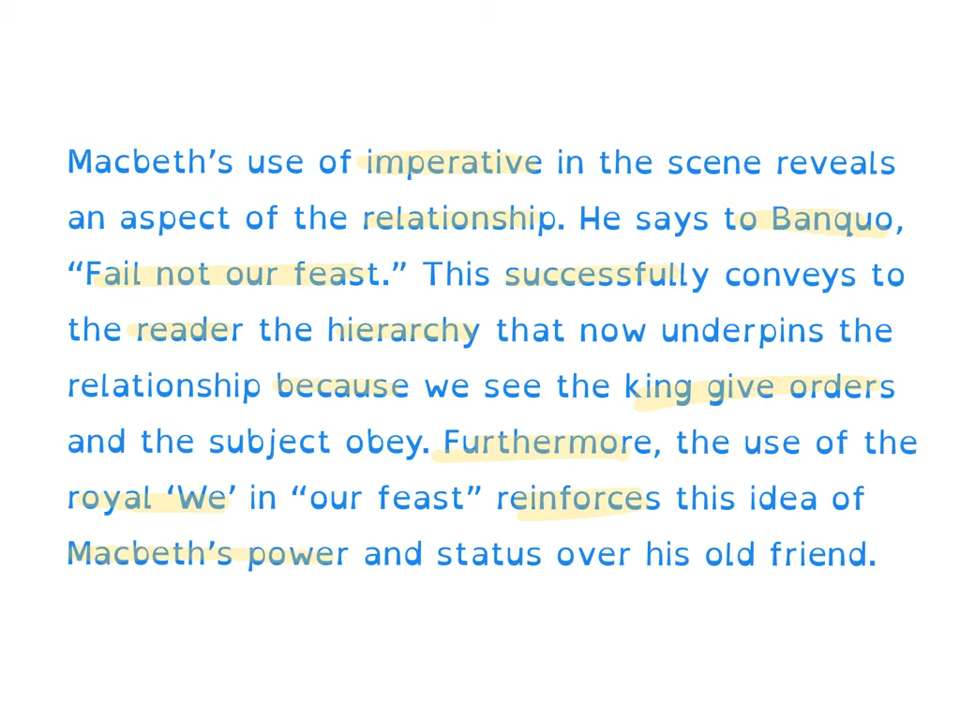 Macbeth’s use of imperative in the scene reveals
an aspect of the relationship. He says to Banquo,
“Fail not our feast.” This successfully conveys to
the reader the hierarchy that now underpins the
relationship because we see the king give orders
and the subject obey. Furthermore, the use of the
royal ‘We’ in “our feast” reinforces this idea of
Macbeth’s power and status over his old friend.